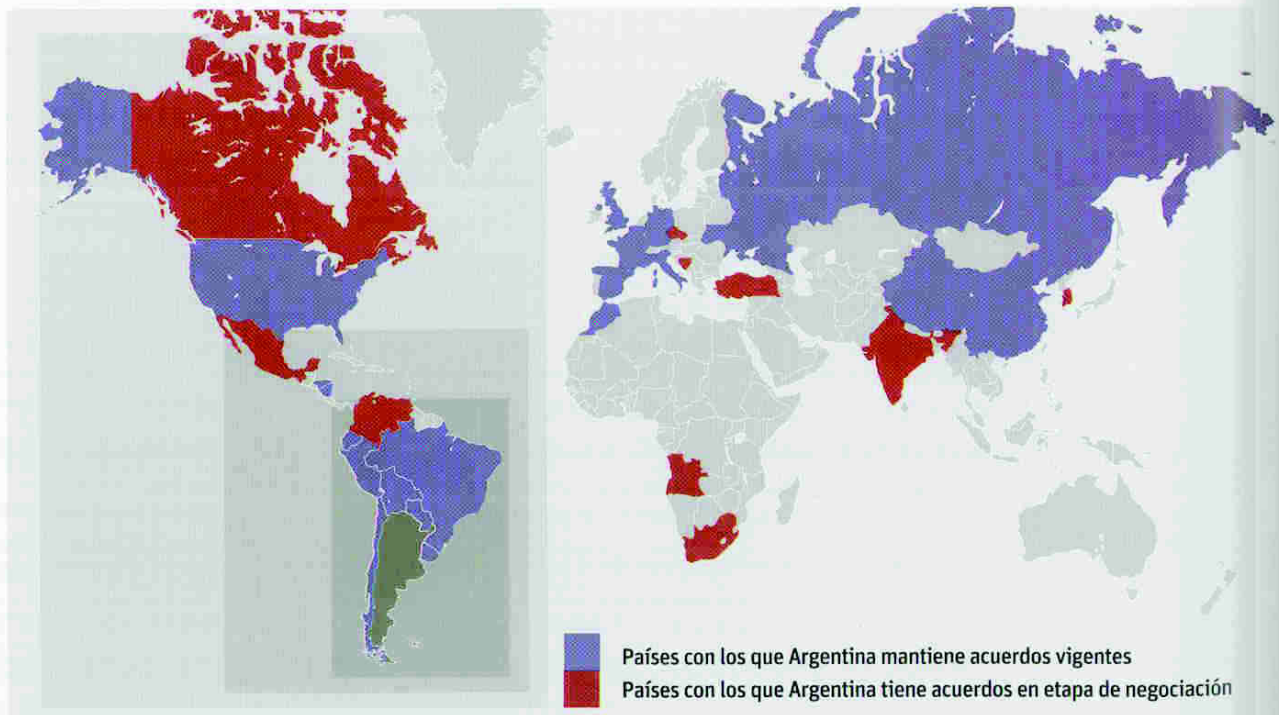 Países con los que Argentina mantiene acuerdos vigentes
Países con los que Argentina tiene acuerdos en etapa de negociación